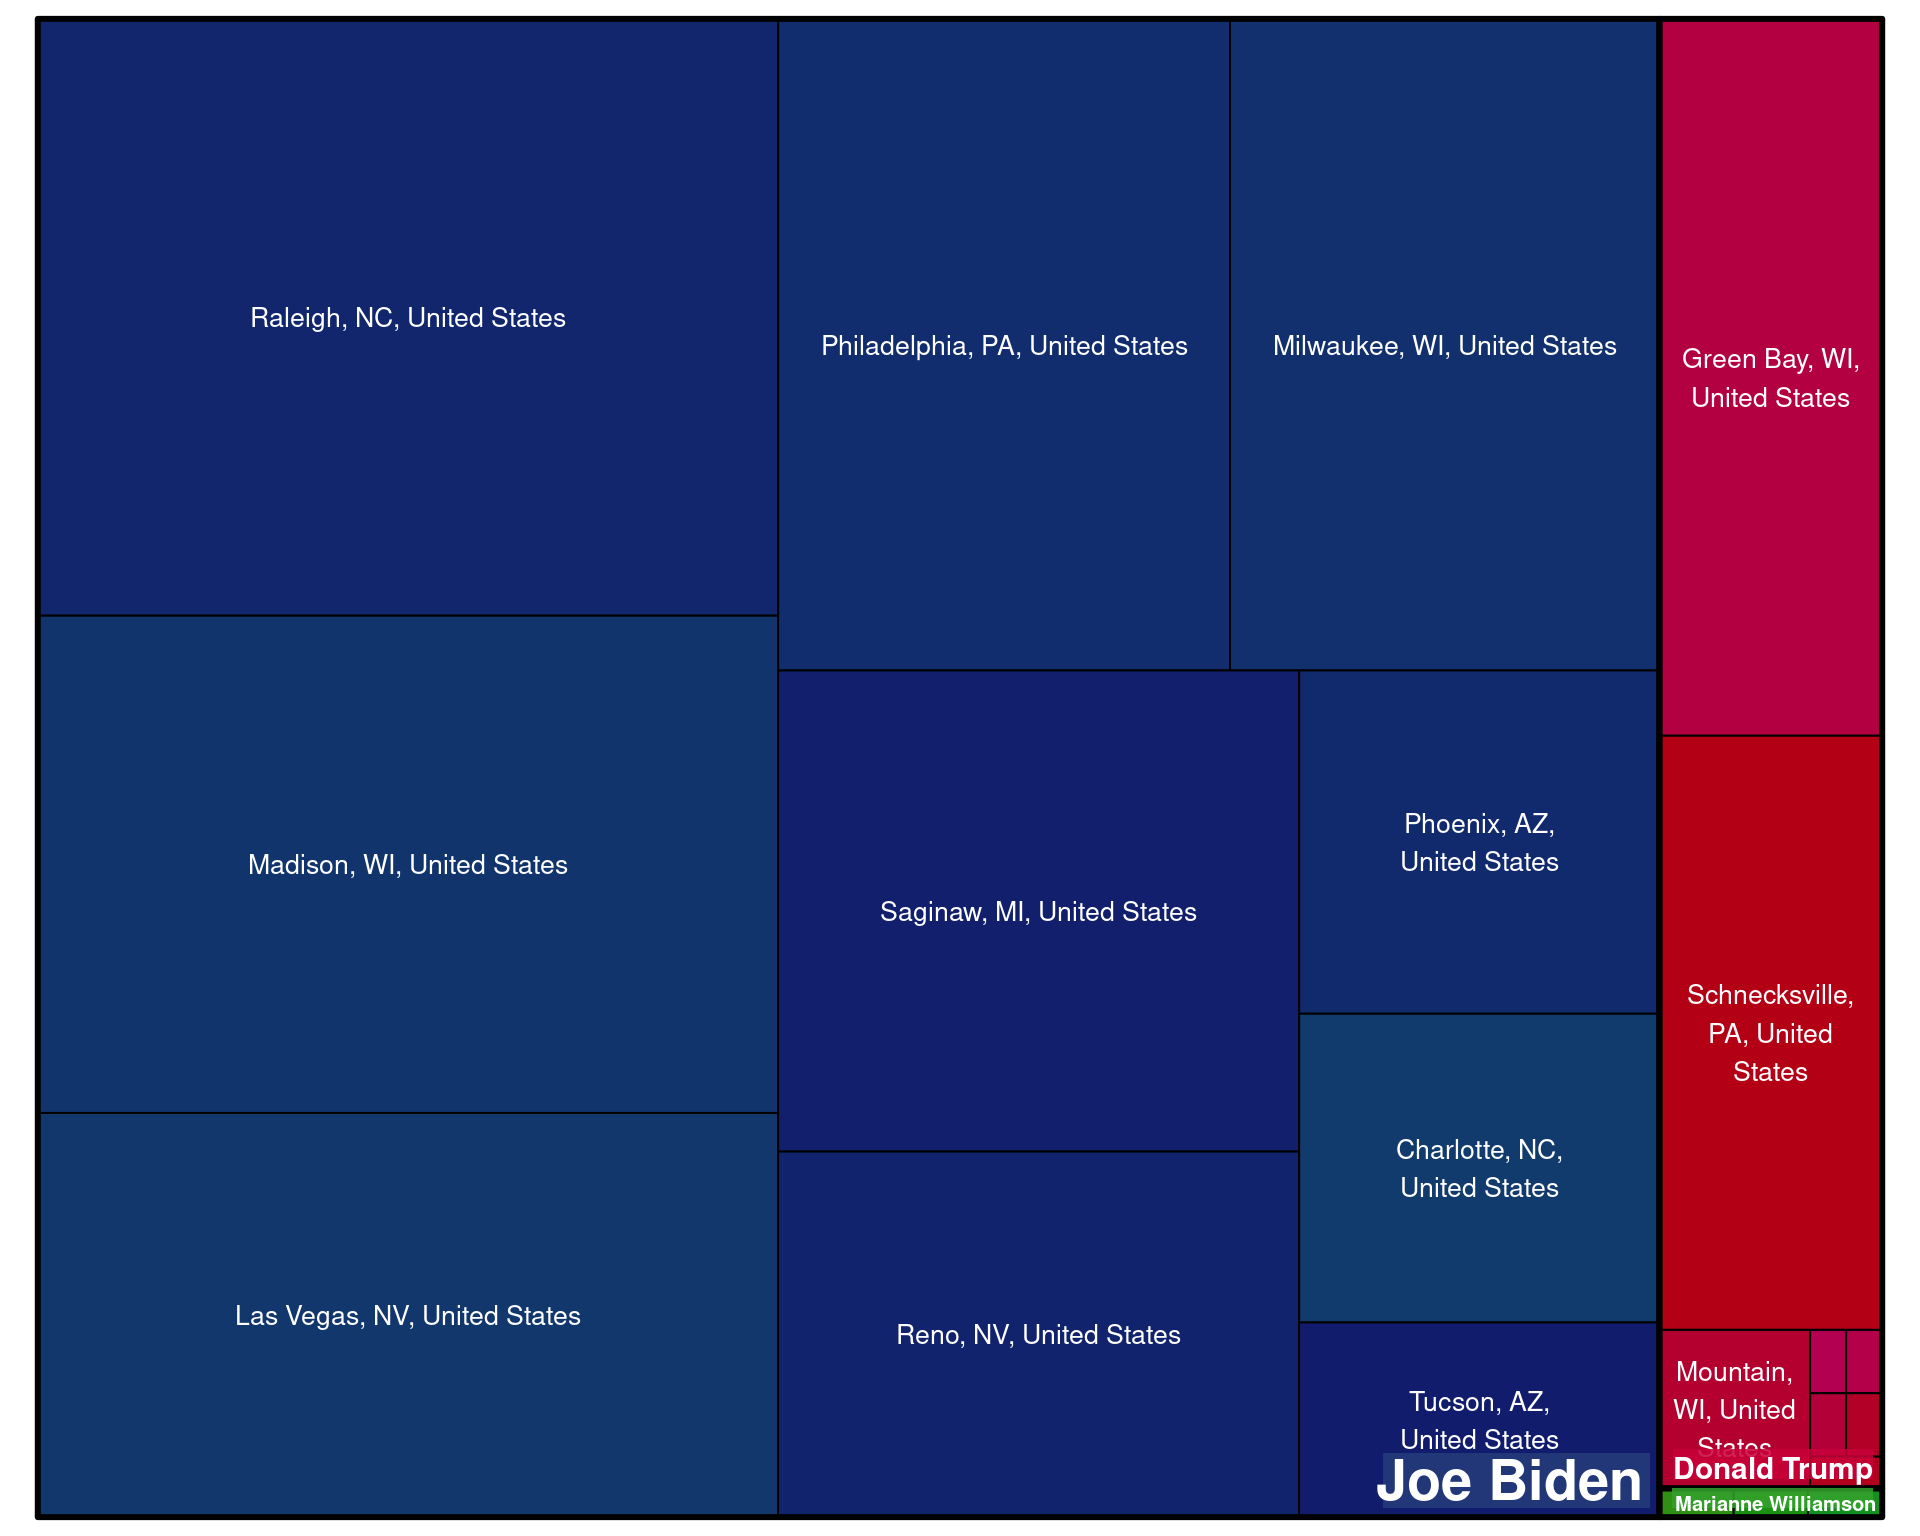 Raleigh, NC, United States
Philadelphia, PA, United States
Milwaukee, WI, United States
Green Bay, WI,
United States
Madison, WI, United States
Saginaw, MI, United States
Phoenix, AZ,
United States
Schnecksville,
PA, United
States
Charlotte, NC,
United States
Las Vegas, NV, United States
Reno, NV, United States
Tucson, AZ,
United States
Joe Biden
Mountain,
WI, United
States
Donald Trump
Marianne Williamson